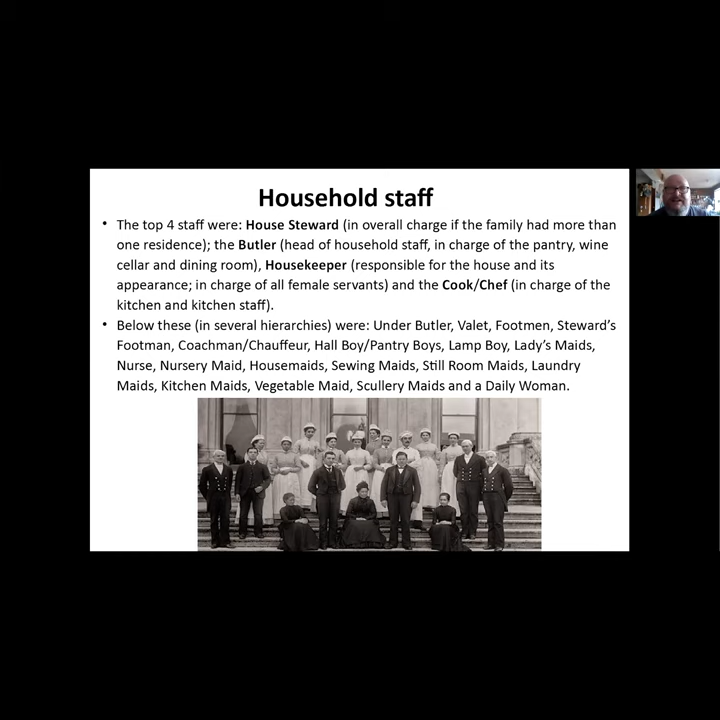 Household staff
• The top 4 staff were: House Steward (in overall charge if the family had more than
one residence); the Butler (head of household staff, in charge of the pantry, wine
cellar and dining room), Housekeeper (responsible for the house and its
appearance; in charge of all female servants) and the Cook/Chef (in charge of the
kitchen and kitchen staff).
• Below these (in several hierarchies) were: Under Butler, Valet, Footmen, Steward’s
Footman, Coachman/Chauffeur, Hall Boy/Pantry Boys, Lamp Boy, Lady’s Maids,
Nurse, Nursery Maid, Housemaids, Sewing Maids, Still Room Maids, Laundry
Maids, Kitchen Maids, Vegetable Maid, Scullery Maids and a Daily Woman.